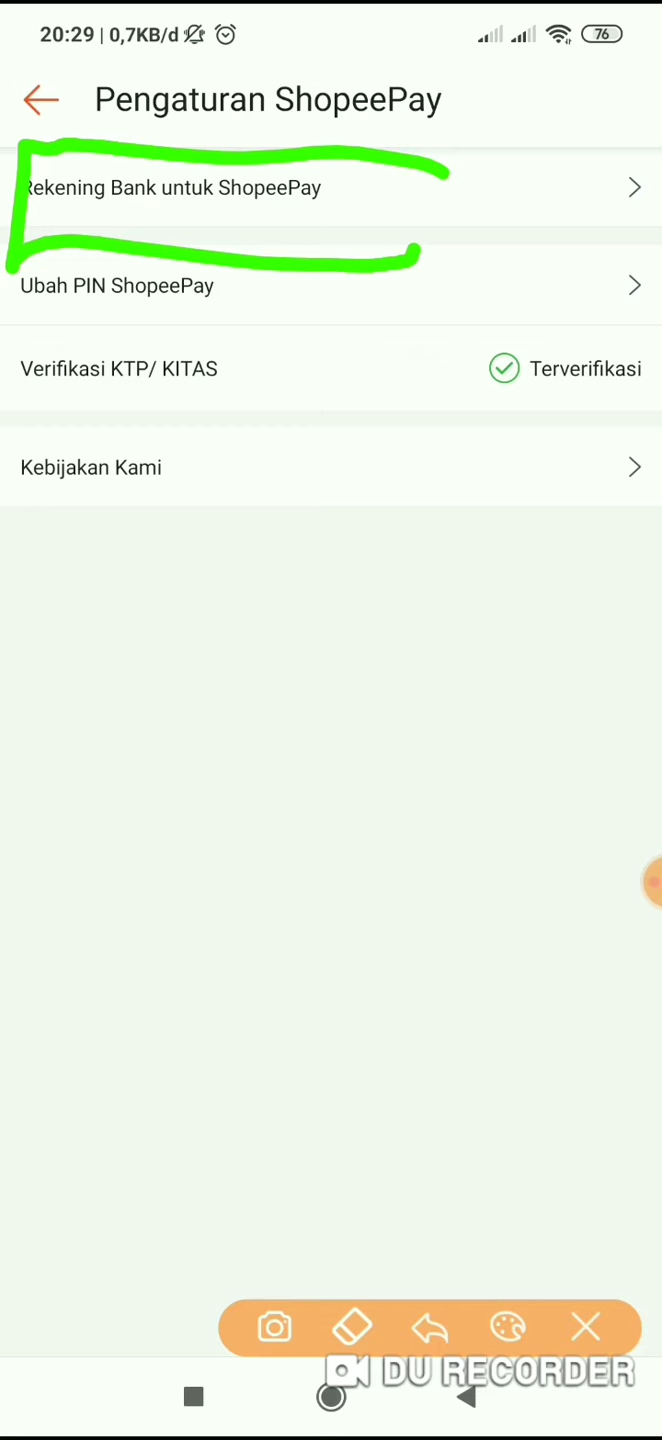 20:29 | 0,7KB/d
76
Pengaturan ShopeePay
Rekening Bank untuk ShopeePay
Ubah PIN ShopeePay
Verifikasi KTP/ KITAS
Terverifikasi
Kebijakan Kami
DU RECORDER